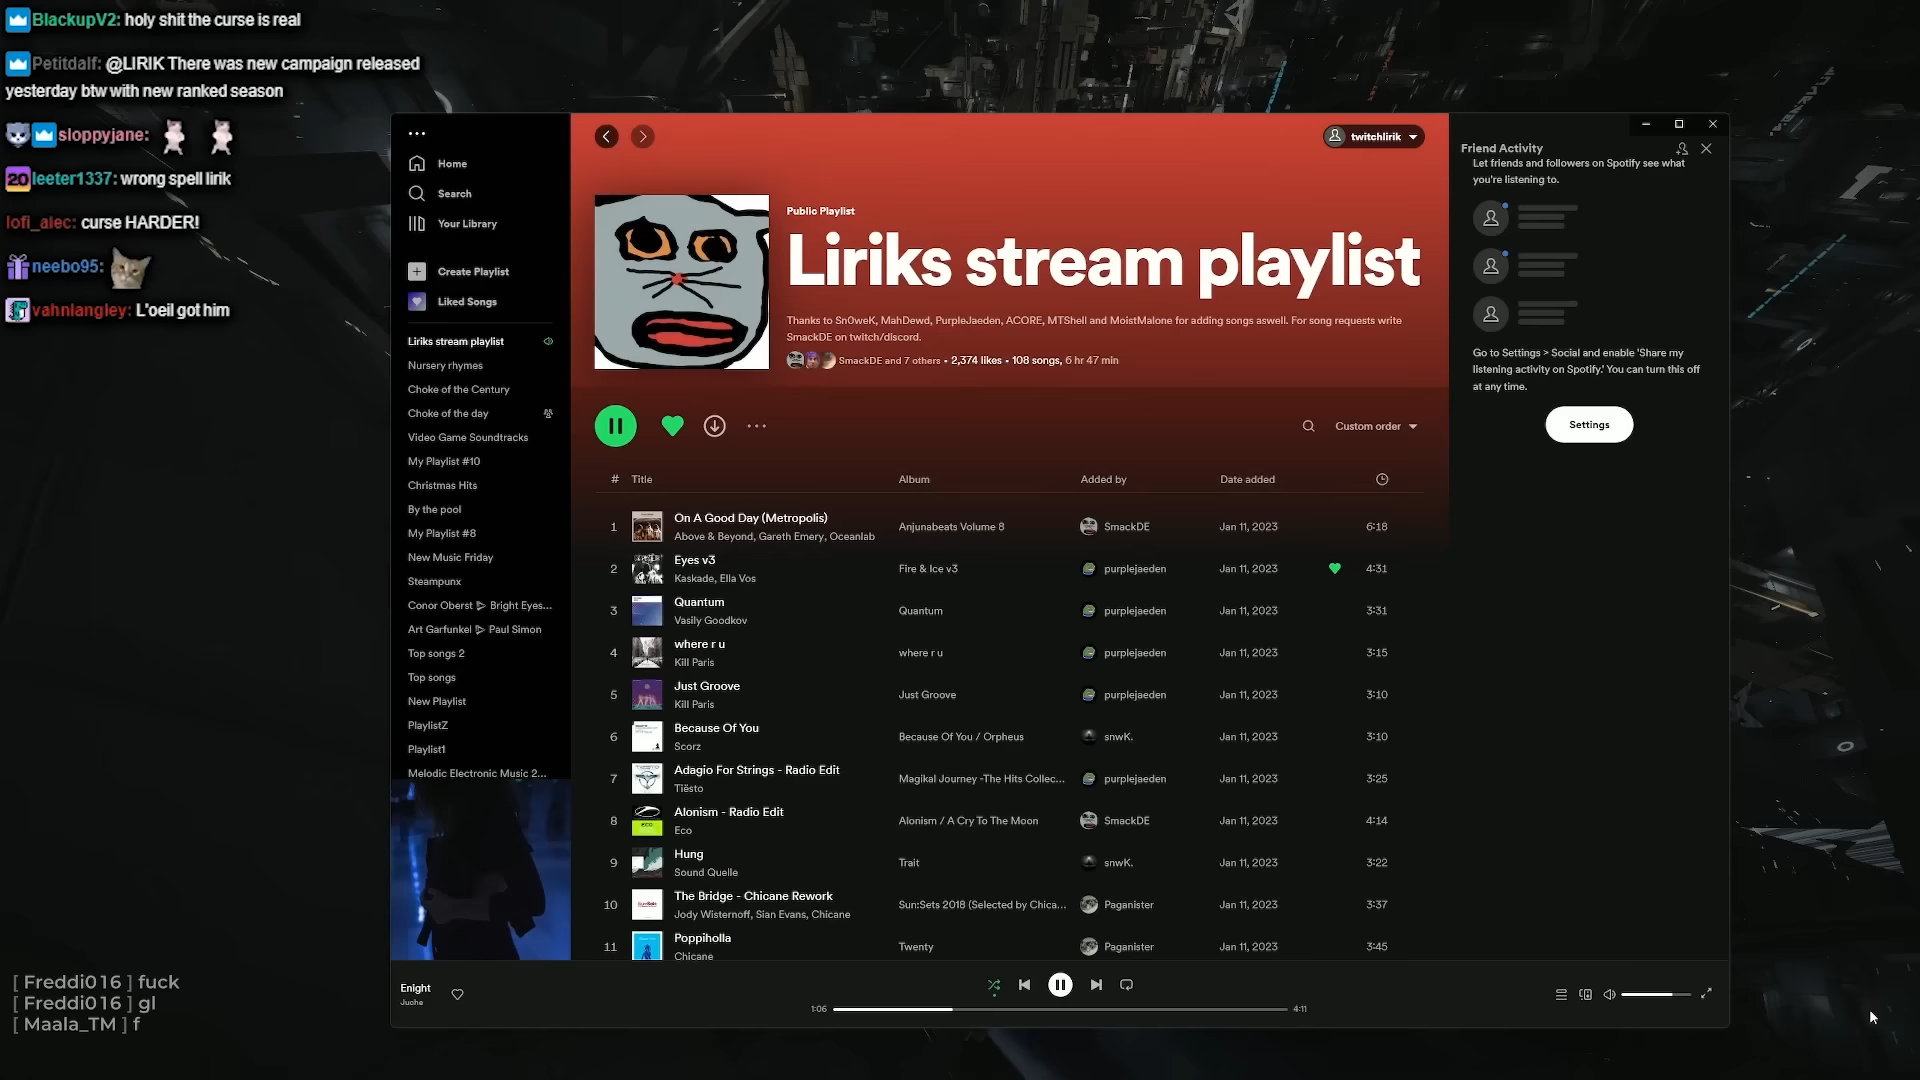 BlackupV2: holy shit the curse is real
Petitdalf: @LIRIK There was new campaign released
yesterday btw with new ranked season
sloppyjane:
20 leeter1337: wrong spell lirik
lofi_alec: curse HARDER!
neebo95:
vahnlangley: L'oeil got him
Home
Search
Your Library
Create Playlist
Liked Songs
Liriks stream playlist
Nursery rhymes
Choke of the Century
Choke of the day
Video Game Soundtracks
My Playlist #10
Christmas Hits
By the pool
My Playlist #8
New Music Friday
Steampunx
Conor Oberst ᐅ Bright Eyes...
Art Garfunkel ᐅ Paul Simon
Top songs 2
Top songs
New Playlist
PlaylistZ
Playlist1
Melodic Electronic Music 2...
twitchlirik
Public Playlist
Liriks stream playlist
Thanks to Sn0weK, MahDewd, PurpleJaeden, ACORE, MTShell and MoistMalone for adding songs aswell. For song requests write
SmackDE on twitch/discord.
SmackDE and 7 others • 2,374 likes • 108 songs, 6 hr 47 min
Custom order
# Title Album Added by Date added
1 On A Good Day (Metropolis) Anjunabeats Volume 8 SmackDE Jan 11, 2023 6:18
Above & Beyond, Gareth Emery, Oceanlab
2 Eyes v3 Fire & Ice v3 purplejaeden Jan 11, 2023 4:31
Kaskade, Ella Vos
3 Quantum Quantum purplejaeden Jan 11, 2023 3:31
Vasily Goodkov
4 where r u where r u purplejaeden Jan 11, 2023 3:15
Kill Paris
5 Just Groove Just Groove purplejaeden Jan 11, 2023 3:10
Kill Paris
6 Because Of You Because Of You / Orpheus snwK. Jan 11, 2023 3:10
Scorz
7 Adagio For Strings - Radio Edit Magikal Journey -The Hits Collec... purplejaeden Jan 11, 2023 3:25
Tiësto
8 Alonism - Radio Edit Alonism / A Cry To The Moon SmackDE Jan 11, 2023 4:14
Eco
9 Hung Trait snwK. Jan 11, 2023 3:22
Sound Quelle
10 The Bridge - Chicane Rework Sun:Sets 2018 (Selected by Chica... Paganister Jan 11, 2023 3:37
Jody Wisternoff, Sian Evans, Chicane
11 Poppiholla Twenty Paganister Jan 11, 2023 3:45
Chicane
Friend Activity
Let friends and followers on Spotify see what
you're listening to.
Go to Settings > Social and enable 'Share my
listening activity on Spotify.' You can turn this off
at any time.
Settings
Enight
Juche
1:06
4:11
[ Freddi016 ] fuck
[ Freddi016 ] gl
[ Maala_TM ] f